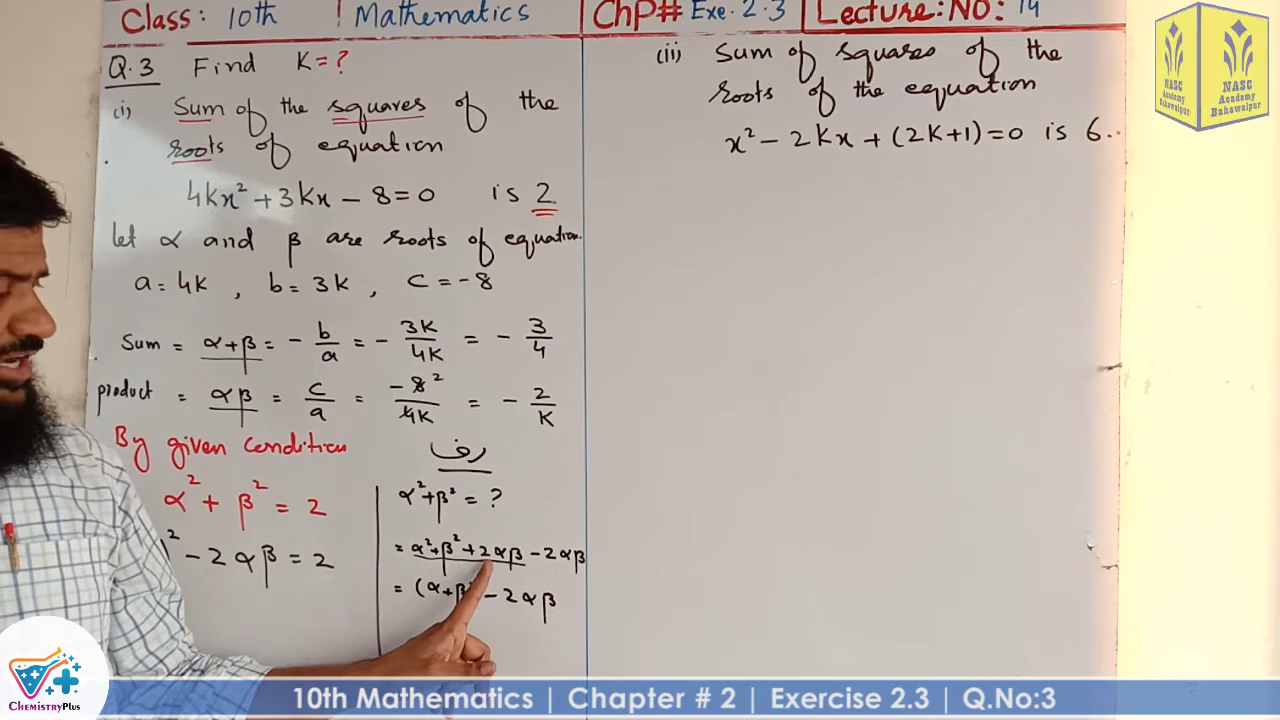 Class: 10th ! Mathematics ChP# Exe. 2.3 Lecture: No: 14
Q.3 Find K=?
(i) Sum of the squares of the
roots of equation
4Kx² + 3Kx - 8 = 0 is 2.
let α and β are roots of equation.
a = 4K , b = 3K , C = -8
Sum = α+β = - b/a = - 3K/4K = - 3/4
product = αβ = C/a = -8²/4K = - 2/K
By given condition
α² + β² = 2
² - 2αβ = 2
رف
α²+β² = ?
= α²+β²+2αβ - 2αβ
= (α+β)² - 2αβ
(ii) Sum of squares of the
roots of the equation
x² - 2Kx + (2K+1) = 0 is 6..
NASC
Academy
Bahawalpur
NASC
Academy
Bahawalpur
ChemistryPlus
10th Mathematics | Chapter # 2 | Exercise 2.3 | Q.No:3